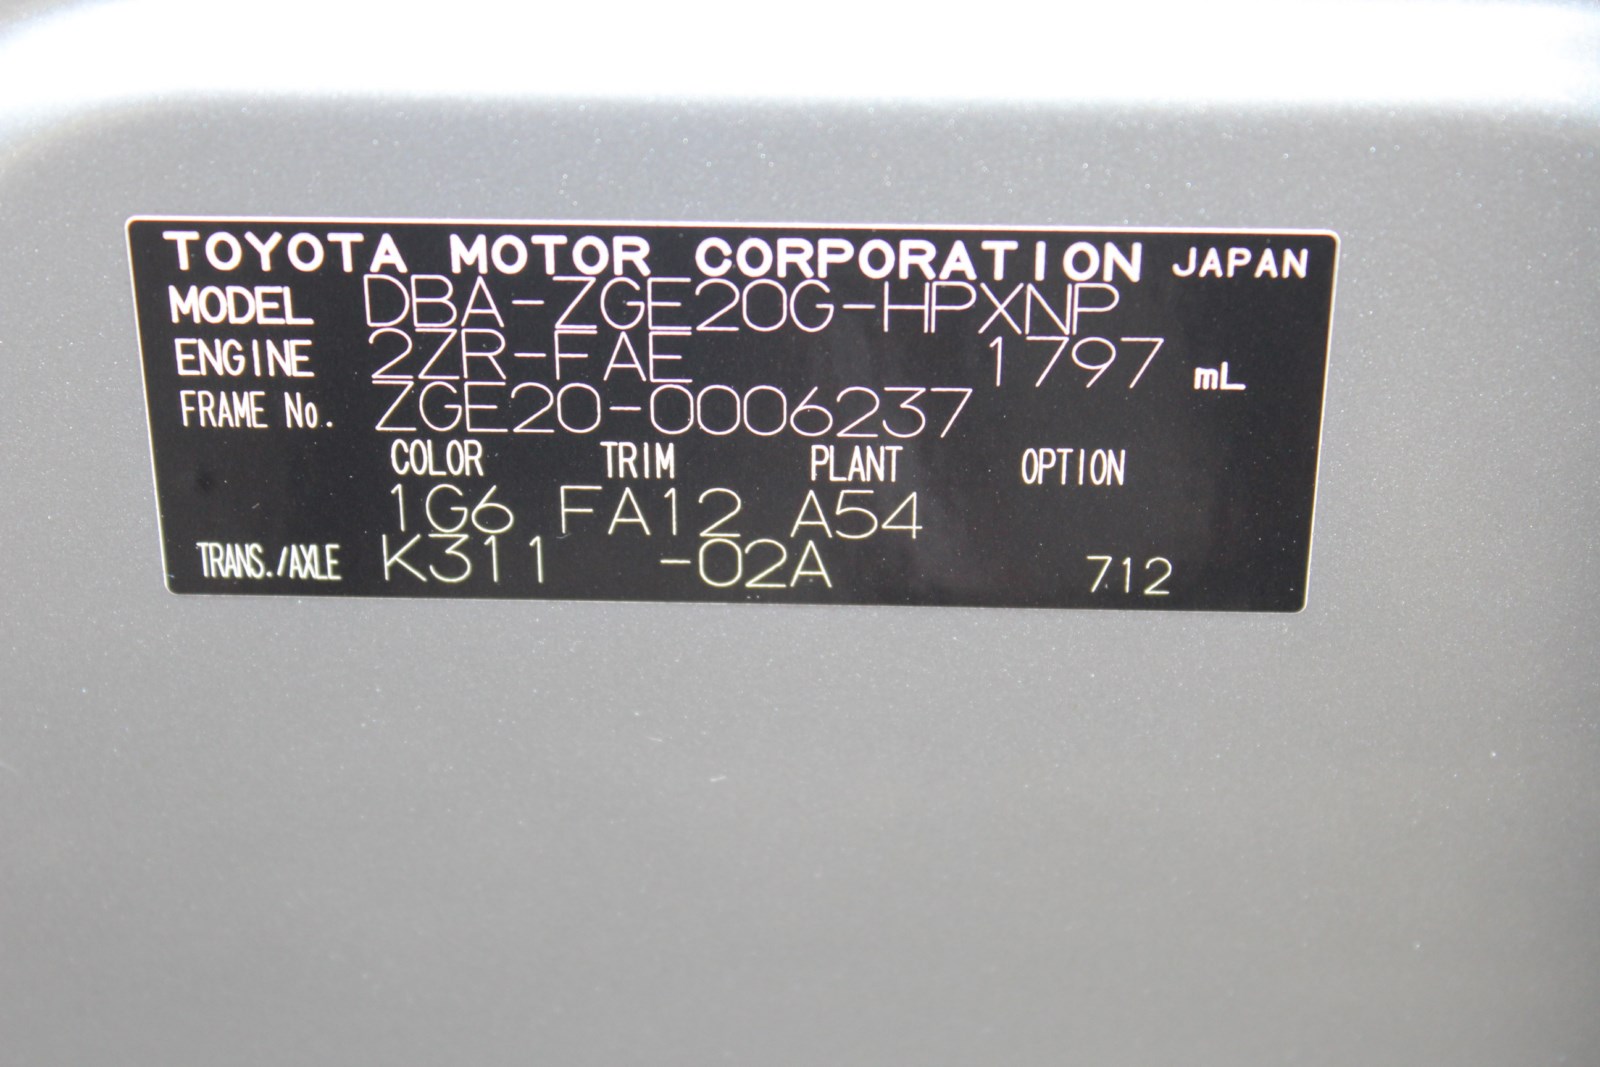 TOYOTA MOTOR CORPORATION JAPAN
MODEL DBA-ZGE20G-HPXNP
ENGINE 2ZR-FAE 1797 mL
FRAME No. ZGE20-0006237
COLOR TRIM PLANT OPTION
1G6 FA12 A54
TRANS./AXLE K311 -02A 712